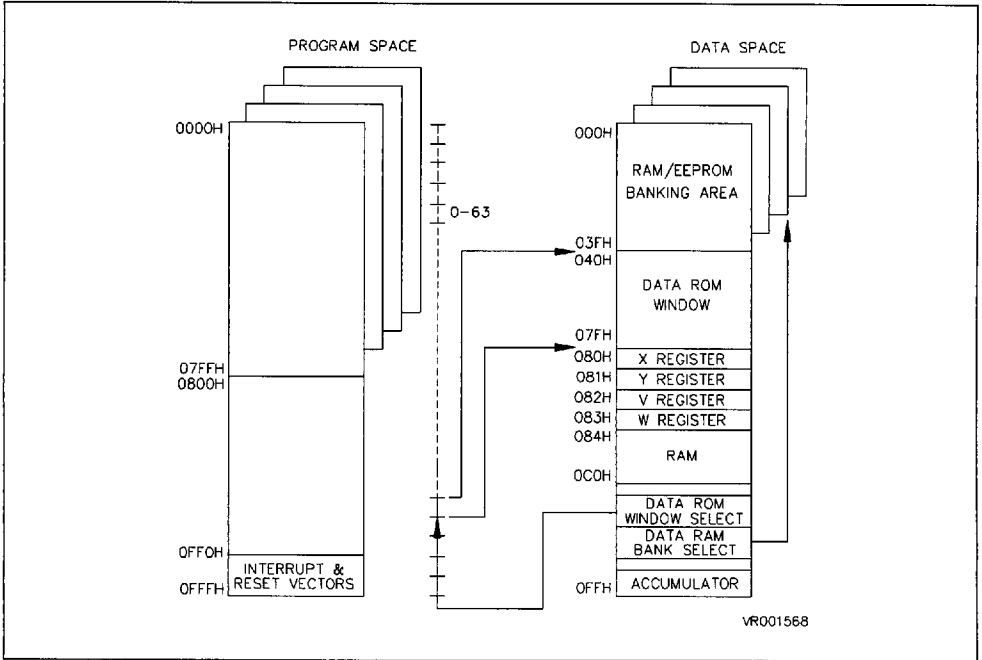 PROGRAM SPACE
0000H
07FFH
0800H
0FF0H
0FFFH
INTERRUPT &
RESET VECTORS
0-63
DATA SPACE
000H
RAM/EEPROM
BANKING AREA
03FH
040H
DATA ROM
WINDOW
07FH
080H
X REGISTER
081H
Y REGISTER
082H
V REGISTER
083H
W REGISTER
084H
RAM
0C0H
DATA ROM
WINDOW SELECT
DATA RAM
BANK SELECT
0FFH
ACCUMULATOR
VR001568